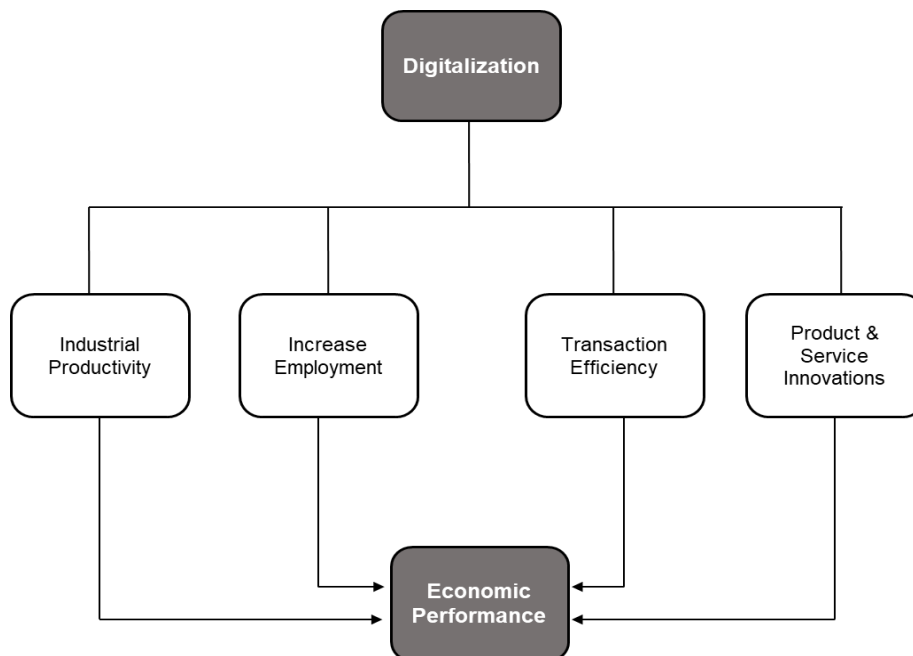 Digitalization
Industrial
Productivity
Increase
Employment
Transaction
Efficiency
Product &
Service
Innovations
Economic
Performance